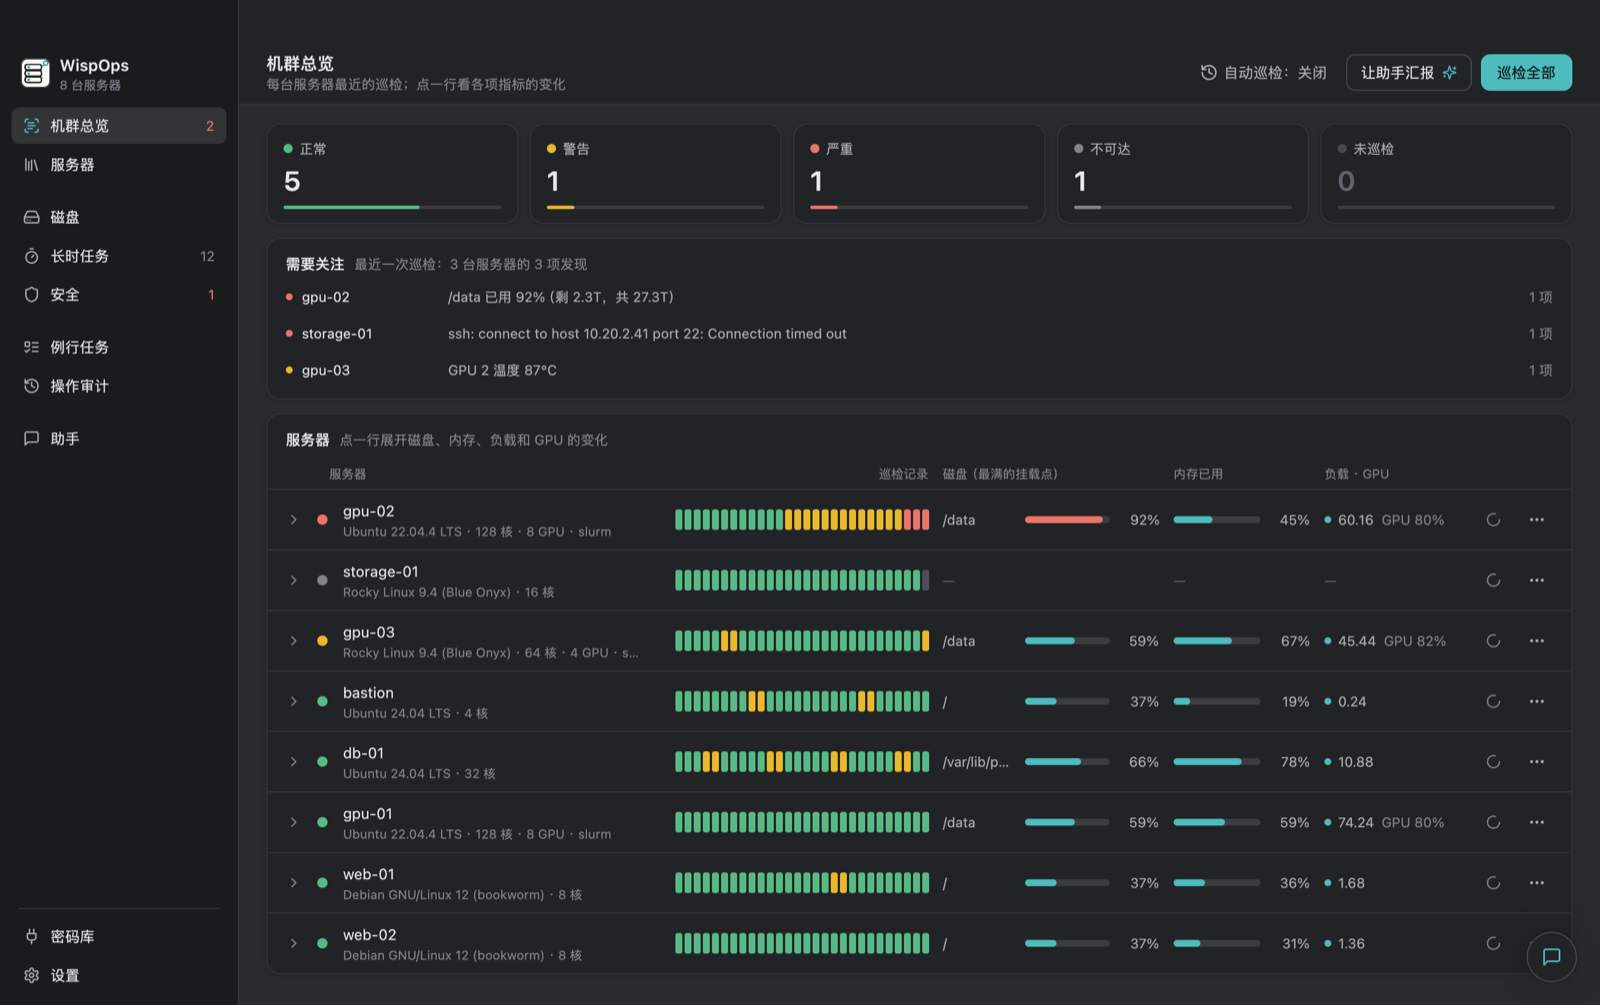 WispOps
8 台服务器
机群总览 2
服务器
磁盘
长时任务 12
安全 1
例行任务
操作审计
助手
密码库
设置
机群总览
每台服务器最近的巡检；点一行看各项指标的变化
自动巡检：关闭
让助手汇报
巡检全部
正常
5
警告
1
严重
1
不可达
1
未巡检
0
需要关注 最近一次巡检：3 台服务器的 3 项发现
gpu-02 /data 已用 92% (剩 2.3T，共 27.3T) 1 项
storage-01 ssh: connect to host 10.20.2.41 port 22: Connection timed out 1 项
gpu-03 GPU 2 温度 87°C 1 项
服务器 点一行展开磁盘、内存、负载和 GPU 的变化
服务器 巡检记录 磁盘（最满的挂载点） 内存已用 负载 · GPU
gpu-02 /data 92% 45% 60.16 GPU 80%
Ubuntu 22.04.4 LTS · 128 核 · 8 GPU · slurm
storage-01 — — —
Rocky Linux 9.4 (Blue Onyx) · 16 核
gpu-03 /data 59% 67% 45.44 GPU 82%
Rocky Linux 9.4 (Blue Onyx) · 64 核 · 4 GPU · s...
bastion / 37% 19% 0.24
Ubuntu 24.04 LTS · 4 核
db-01 /var/lib/p... 66% 78% 10.88
Ubuntu 24.04 LTS · 32 核
gpu-01 /data 59% 59% 74.24 GPU 80%
Ubuntu 22.04.4 LTS · 128 核 · 8 GPU · slurm
web-01 / 37% 36% 1.68
Debian GNU/Linux 12 (bookworm) · 8 核
web-02 / 37% 31% 1.36
Debian GNU/Linux 12 (bookworm) · 8 核